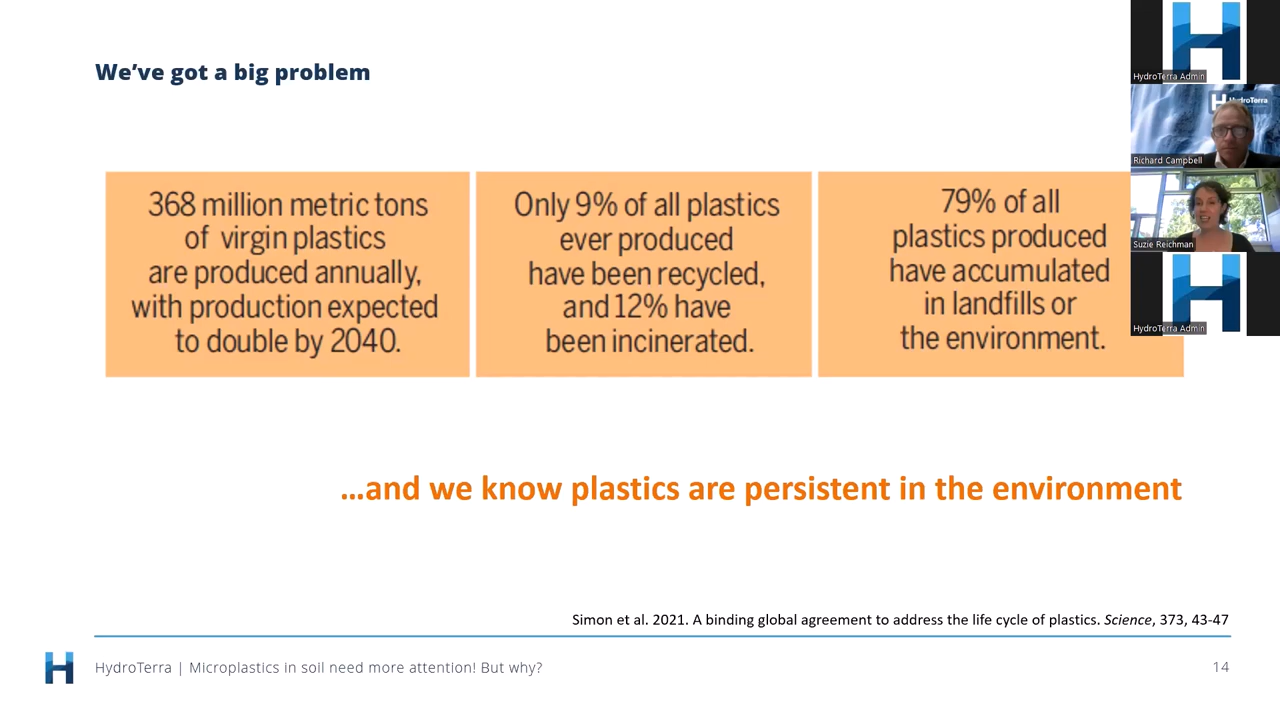 We've got a big problem
368 million metric tons
of virgin plastics
are produced annually,
with production expected
to double by 2040.
Only 9% of all plastics
ever produced
have been recycled,
and 12% have
been incinerated.
79% of all
plastics produced
have accumulated
in landfills or
the environment.
...and we know plastics are persistent in the environment
Simon et al. 2021. A binding global agreement to address the life cycle of plastics. Science, 373, 43-47
HydroTerra | Microplastics in soil need more attention! But why?
14
HydroTerra Admin
HydroTerra
Richard Campbell
Suzie Reichman
HydroTerra Admin